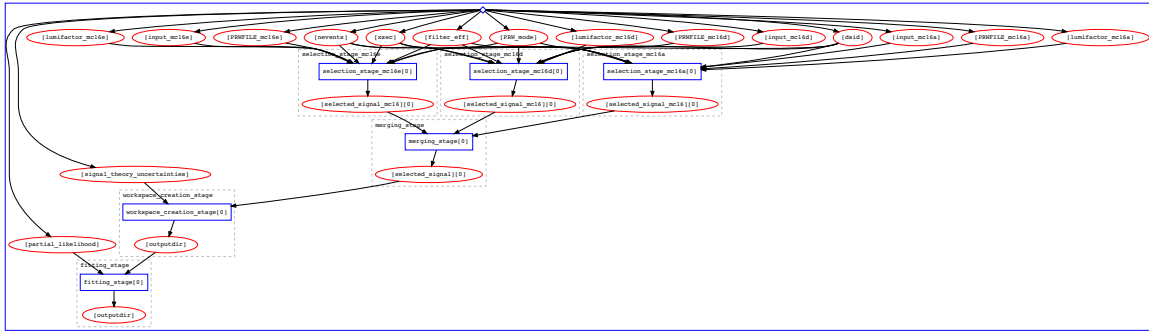 [lumifactor_mc16e] [input_mc16e] [PRWFILE_mc16e] [nevents] [xsec] [filter_eff] [PRW_mode] [lumifactor_mc16d] [PRWFILE_mc16d] [input_mc16d] [dsid] [input_mc16a] [PRWFILE_mc16a] [lumifactor_mc16a]
selection_stage_mc16e selection_stage_mc16d selection_stage_mc16a
selection_stage_mc16e[0] selection_stage_mc16d[0] selection_stage_mc16a[0]
[selected_signal_mc16][0] [selected_signal_mc16][0] [selected_signal_mc16][0]
merging_stage
merging_stage[0]
[signal_theory_uncertainties] [selected_signal][0]
workspace_creation_stage
workspace_creation_stage[0]
[partial_likelihood] [outputdir]
fitting_stage
fitting_stage[0]
[outputdir]